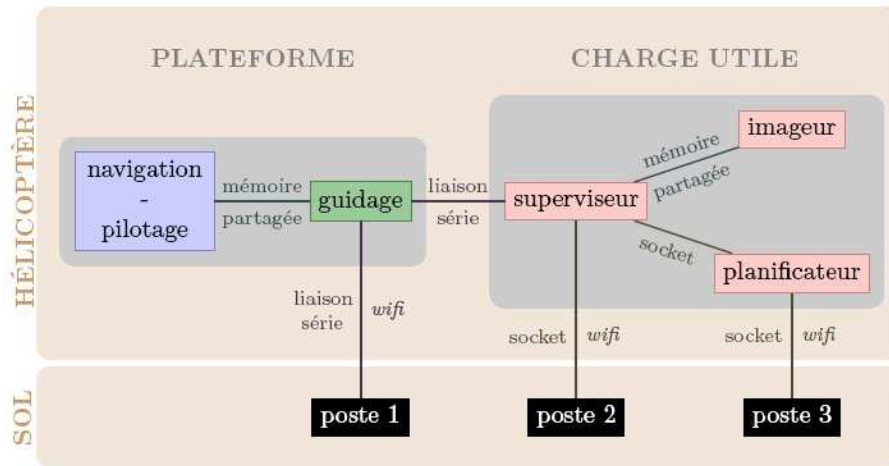 PLATEFORME
CHARGE UTILE
HÉLICOPTÈRE
imageur
navigation
-
pilotage
mémoire
partagée
guidage
liaison
série
superviseur
mémoire
partagée
socket
planificateur
liaison
série
wifi
socket
wifi
socket
wifi
SOL
poste 1
poste 2
poste 3